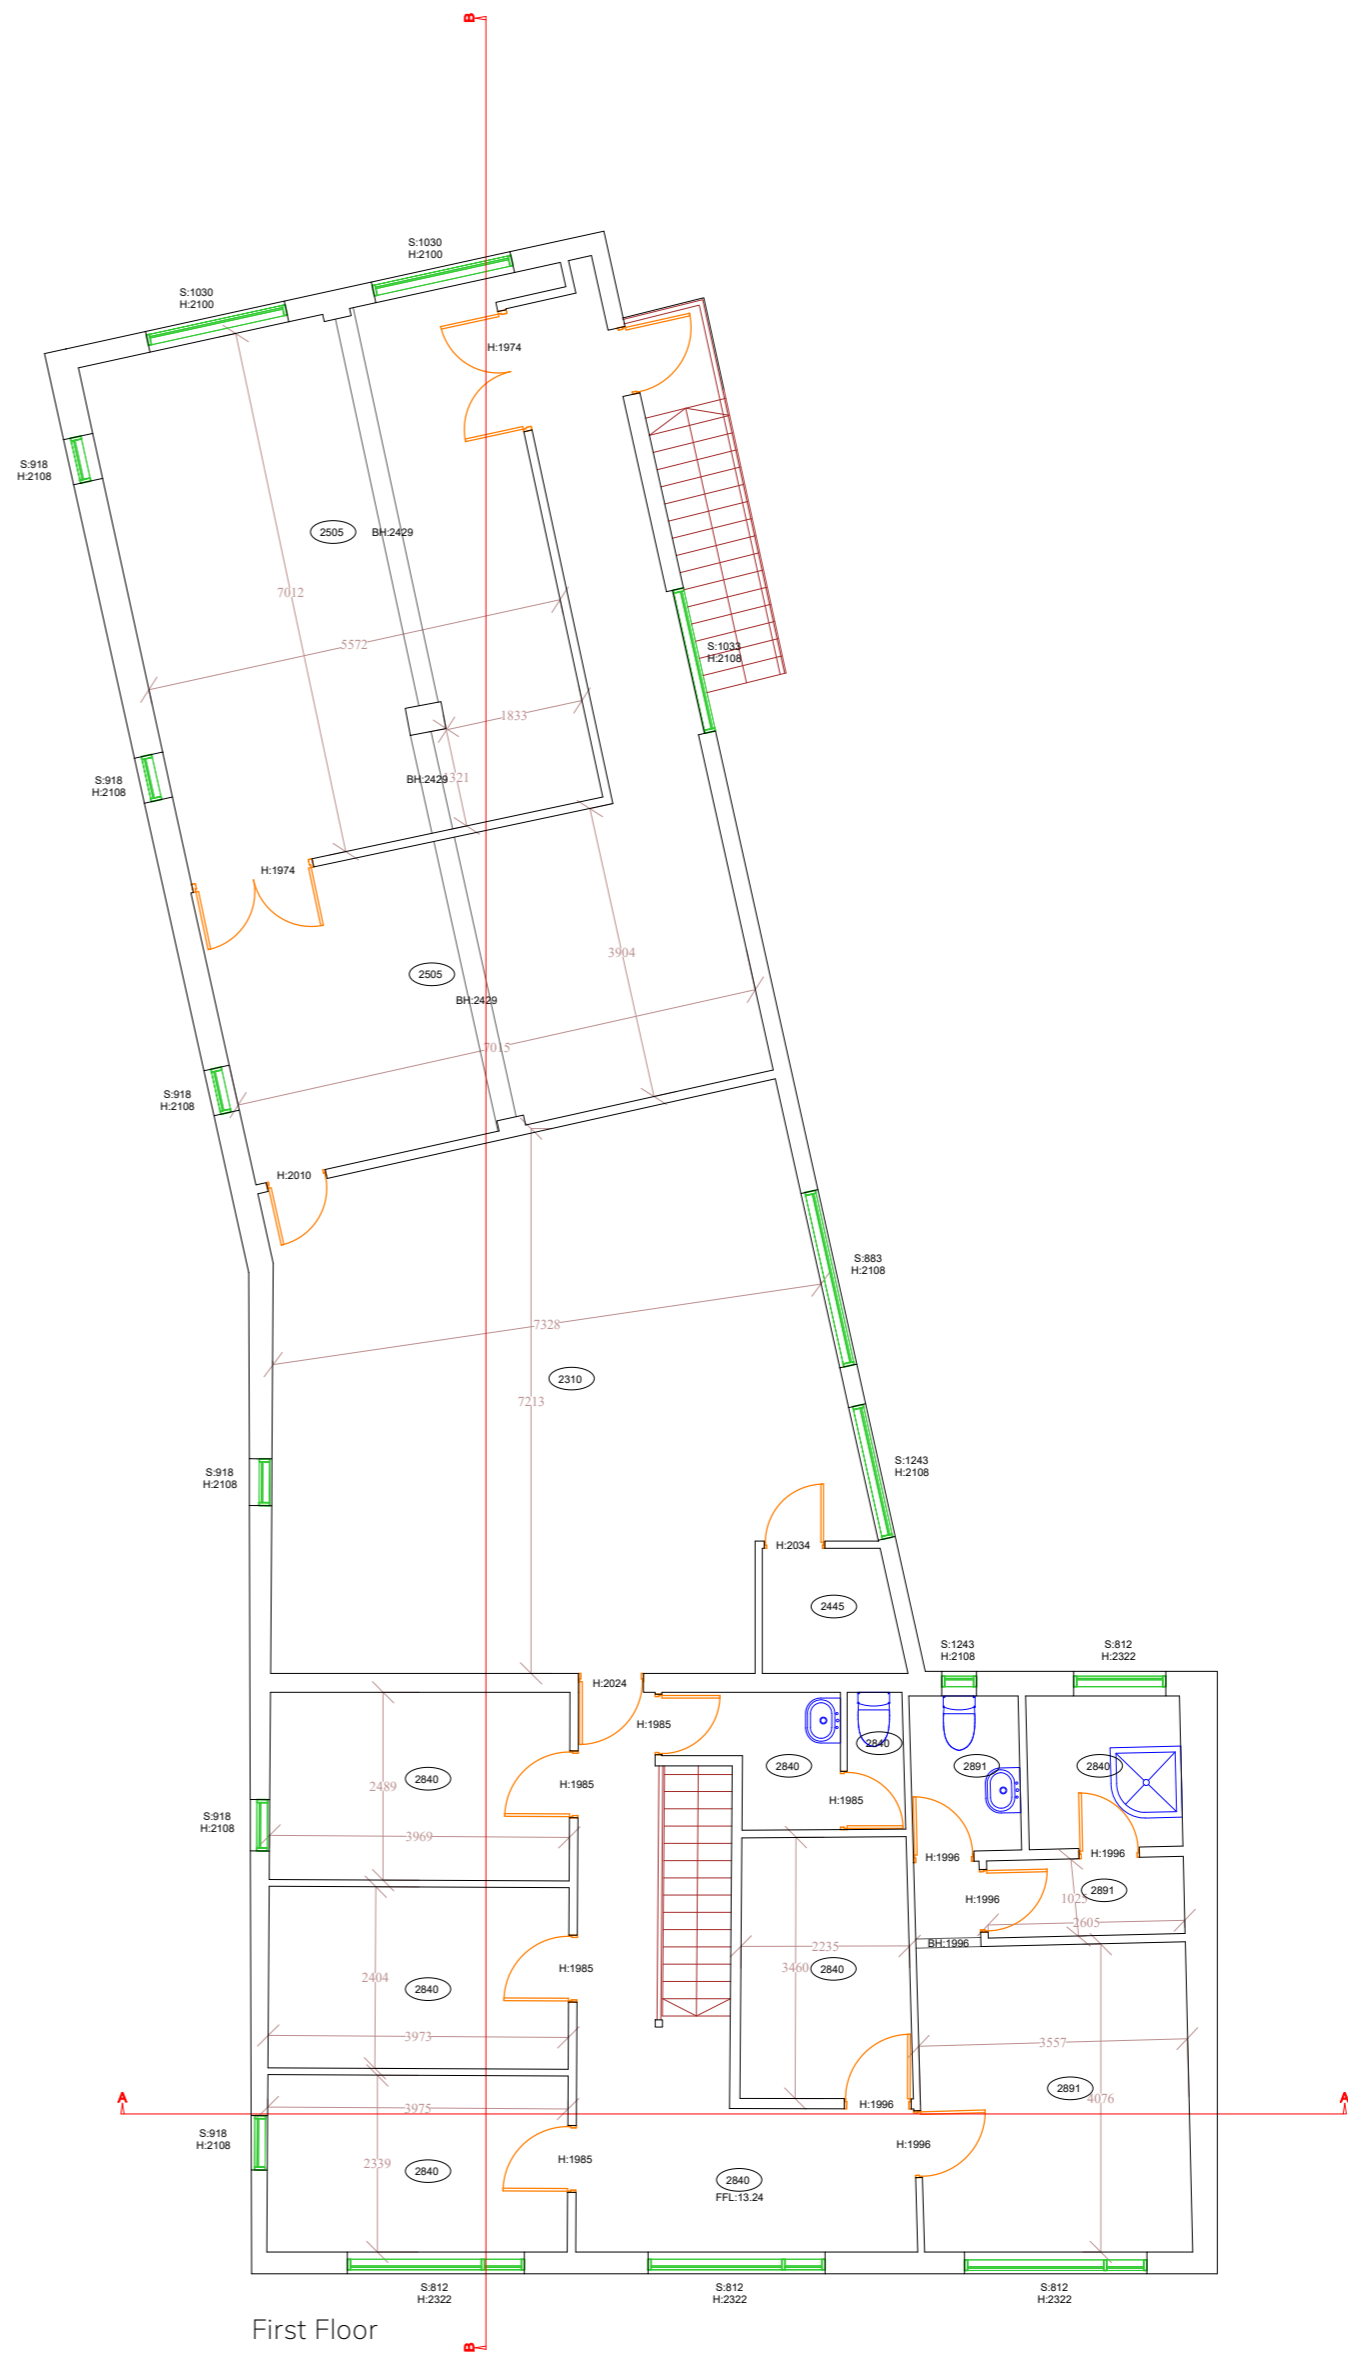 B
S:1030
H:2100
S:1030
H:2100
H:1974
S:918
H:2108
2505
BH:2429
7012
5572
S:1033
H:2108
1833
S:918
H:2108
BH:2429
1321
H:1974
3904
2505
BH:2429
7015
S:918
H:2108
H:2010
S:883
H:2108
7328
2310
7213
S:918
H:2108
S:1243
H:2108
H:2034
2445
S:1243
H:2108
S:812
H:2322
H:2024
H:1985
2840
2840
2891
2840
2489
2840
H:1985
H:1985
S:918
H:2108
3969
H:1996
H:1996
2891
1025
H:1996
2605
BH:1996
2235
3460
2840
H:1985
2404
2840
3973
3557
2891
4076
A
A
3975
H:1996
S:918
H:2108
H:1996
2339
2840
H:1985
2840
FFL:13.24
S:812
H:2322
S:812
H:2322
S:812
H:2322
First Floor
B